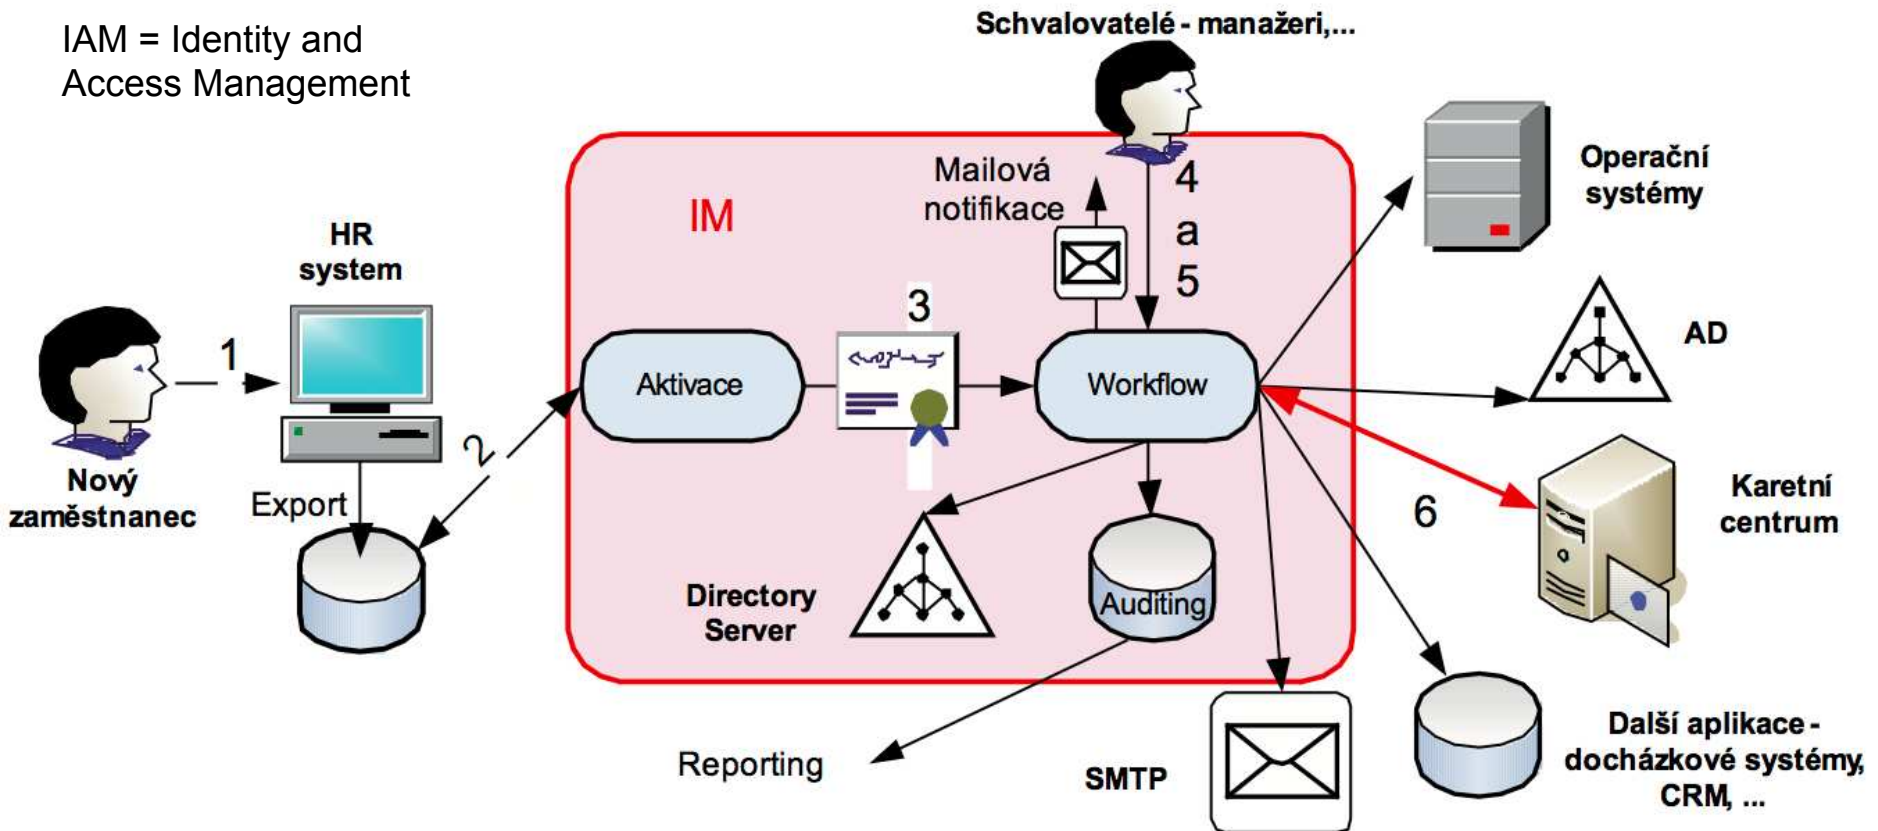 IAM = Identity and
Access Management
Schvalovatelé - manažeri,...
Mailová
notifikace
4
a
5
IM
Operační
systémy
HR
system
1
3
AD
Aktivace
Workflow
2
Nový
zaměstnanec
Export
6
Karetní
centrum
Directory
Server
Auditing
Reporting
SMTP
Další aplikace -
docházkové systémy,
CRM, ...